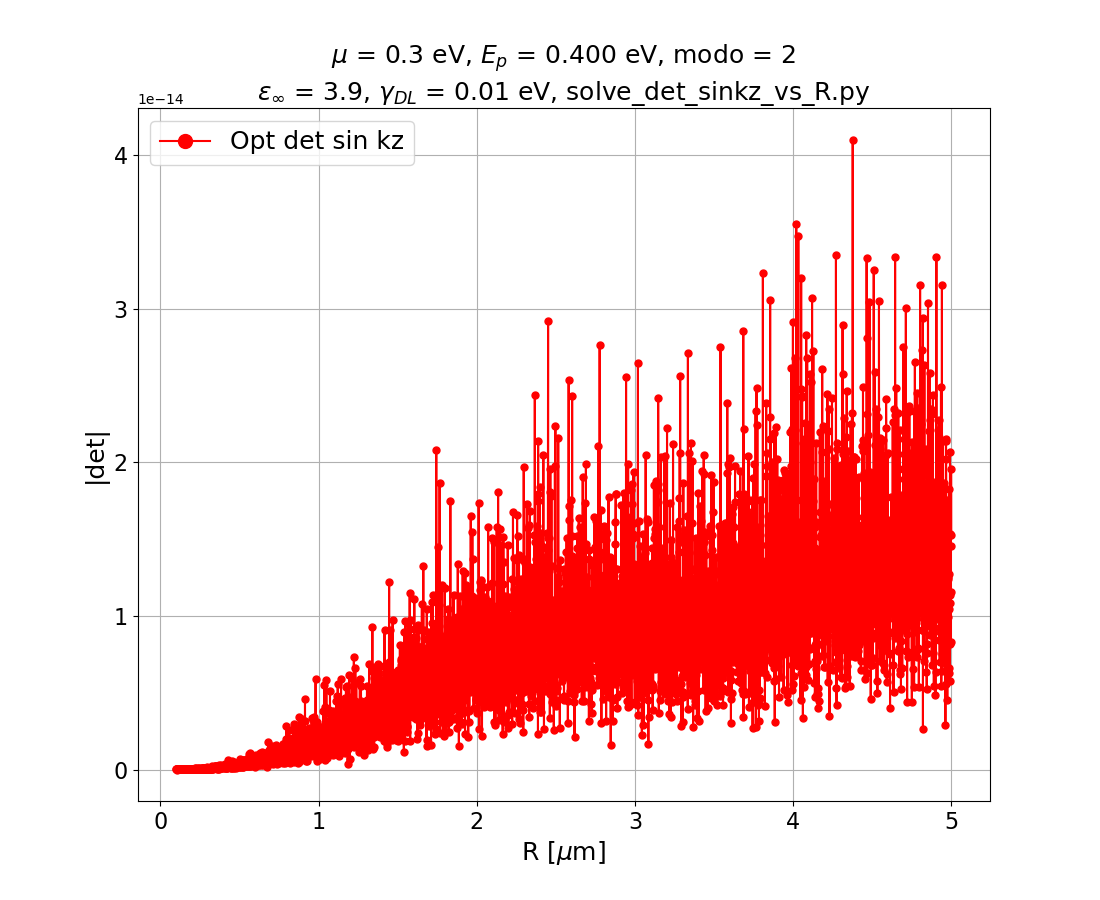 μ = 0.3 eV, E_p = 0.400 eV, modo = 2
ε_∞ = 3.9, γ_DL = 0.01 eV, solve_det_sinkz_vs_R.py
1e−14
Opt det sin kz
4
3
2
1
0
|det|
0 1 2 3 4 5
R [μm]